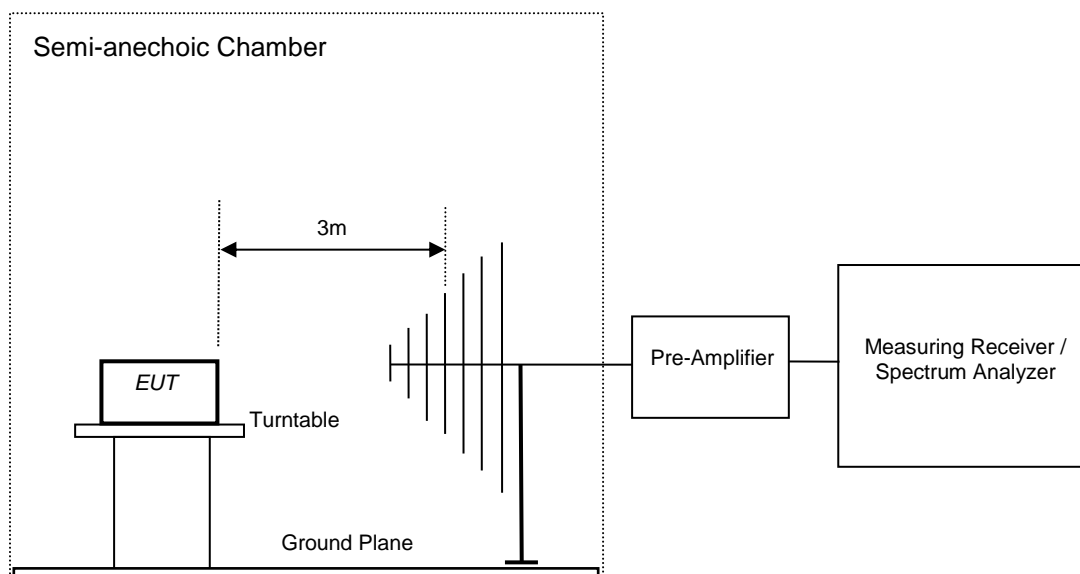 Semi-anechoic Chamber
3m
EUT
Turntable
Ground Plane
Pre-Amplifier
Measuring Receiver /
Spectrum Analyzer